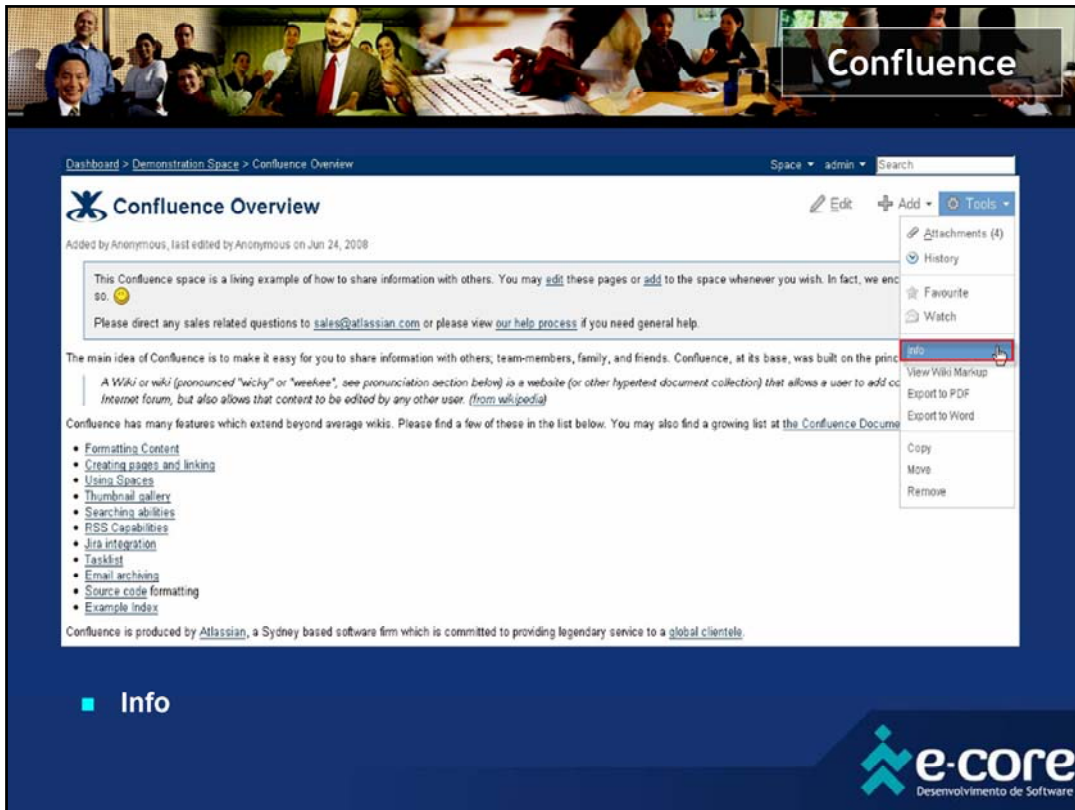 Confluence
Dashboard > Demonstration Space > Confluence Overview
Space admin Search
Confluence Overview
Edit Add Tools
Added by Anonymous, last edited by Anonymous on Jun 24, 2008
Attachments (4)
History
Favourite
Watch
Info
View Wiki Markup
Export to PDF
Export to Word
Copy
Move
Remove
This Confluence space is a living example of how to share information with others. You may edit these pages or add to the space whenever you wish. In fact, we enc
so.
Please direct any sales related questions to sales@atlassian.com or please view our help process if you need general help.
The main idea of Confluence is to make it easy for you to share information with others; team-members, family, and friends. Confluence, at its base, was built on the princ
A Wiki or wiki (pronounced "wicky" or "weekee", see pronunciation section below) is a website (or other hypertext document collection) that allows a user to add co
Internet forum, but also allows that content to be edited by any other user. (from wikipedia)
Confluence has many features which extend beyond average wikis. Please find a few of these in the list below. You may also find a growing list at the Confluence Docume
• Formatting Content
• Creating pages and linking
• Using Spaces
• Thumbnail gallery
• Searching abilities
• RSS Capabilities
• Jira integration
• Tasklist
• Email archiving
• Source code formatting
• Example Index
Confluence is produced by Atlassian, a Sydney based software firm which is committed to providing legendary service to a global clientele.
Info
e-core
Desenvolvimento de Software